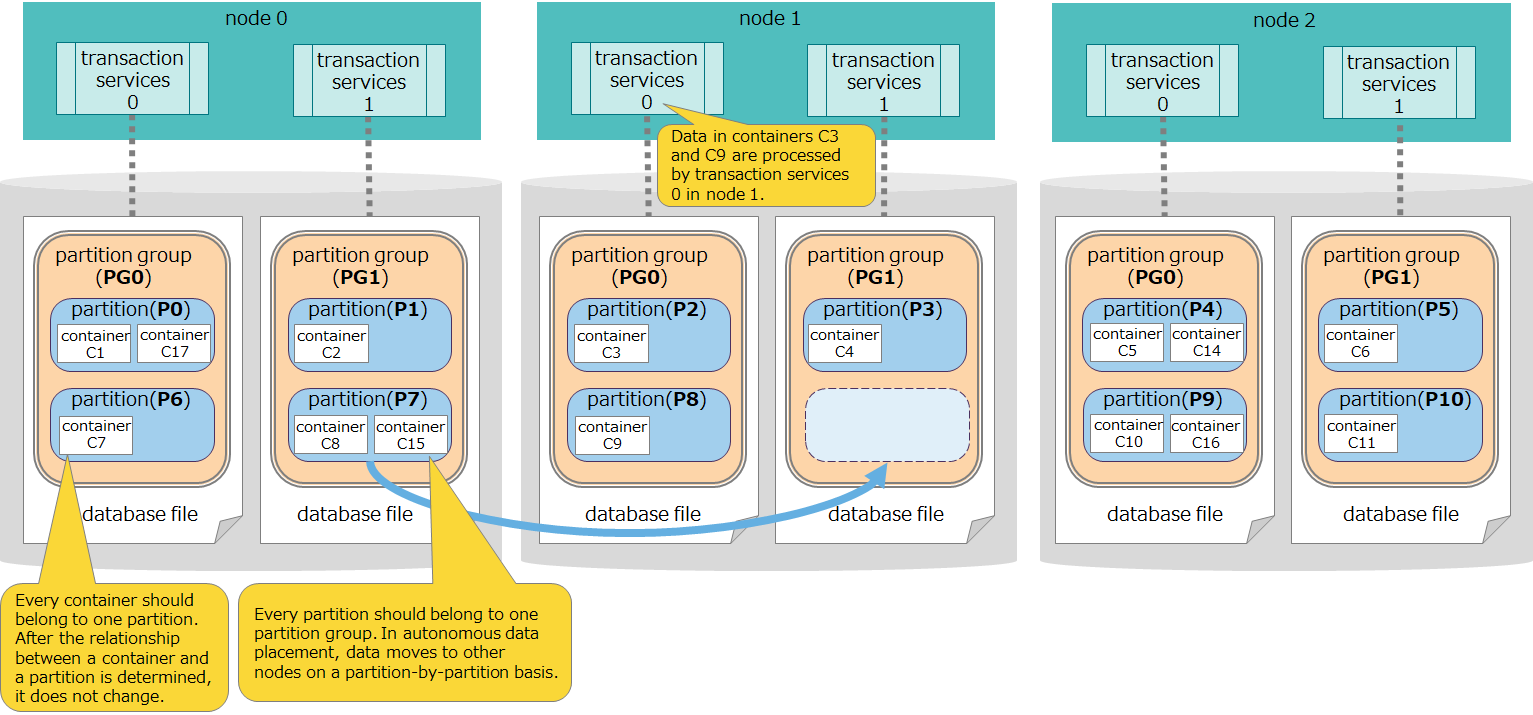 node 0
transaction
services
0
transaction
services
1
node 1
transaction
services
0
transaction
services
1
node 2
transaction
services
0
transaction
services
1
Data in containers C3
and C9 are processed
by transaction services
0 in node 1.
partition group
(PG0)
partition(P0)
container
C1
container
C17
partition(P6)
container
C7
database file
partition group
(PG1)
partition(P1)
container
C2
partition(P7)
container
C8
container
C15
database file
partition group
(PG0)
partition(P2)
container
C3
partition(P8)
container
C9
database file
partition group
(PG1)
partition(P3)
container
C4
database file
partition group
(PG0)
partition(P4)
container
C5
container
C14
partition(P9)
container
C10
container
C16
database file
partition group
(PG1)
partition(P5)
container
C6
partition(P10)
container
C11
database file
Every container should
belong to one partition.
After the relationship
between a container and
a partition is determined,
it does not change.
Every partition should belong to one
partition group. In autonomous data
placement, data moves to other
nodes on a partition-by-partition basis.